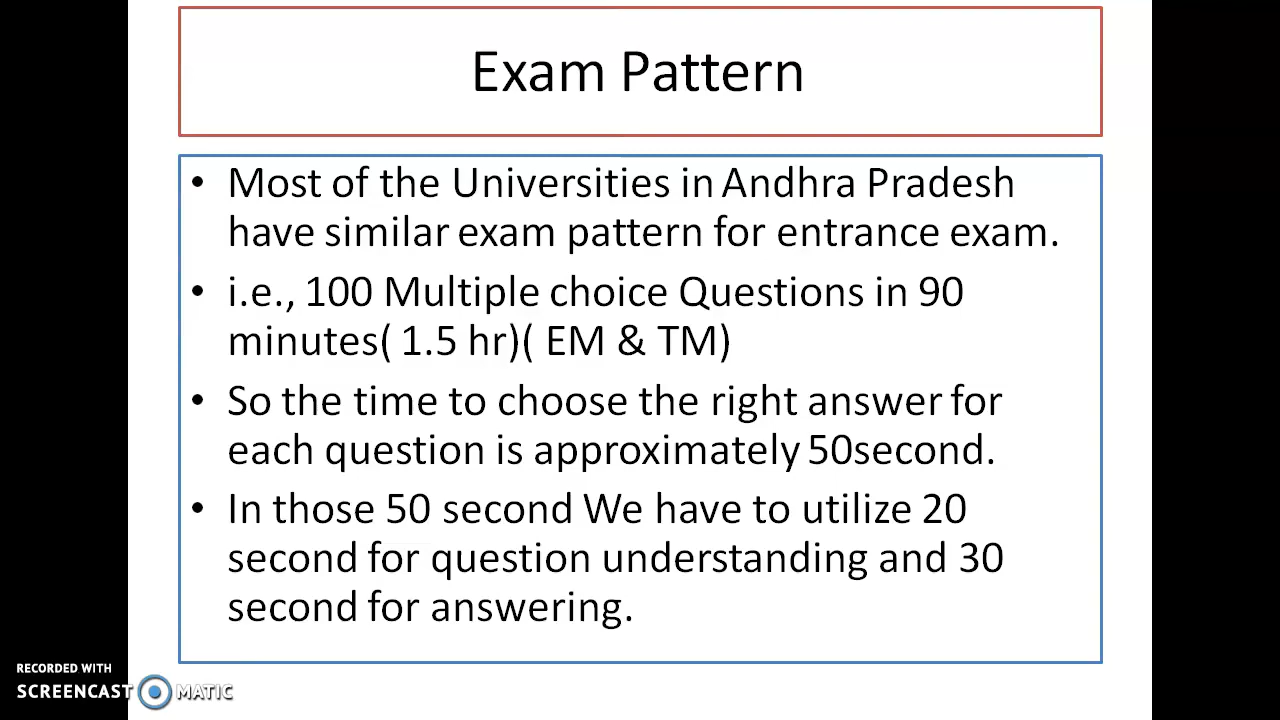 Exam Pattern
• Most of the Universities in Andhra Pradesh
have similar exam pattern for entrance exam.
• i.e., 100 Multiple choice Questions in 90
minutes( 1.5 hr)( EM & TM)
• So the time to choose the right answer for
each question is approximately 50second.
• In those 50 second We have to utilize 20
second for question understanding and 30
second for answering.
RECORDED WITH
SCREENCAST MATIC